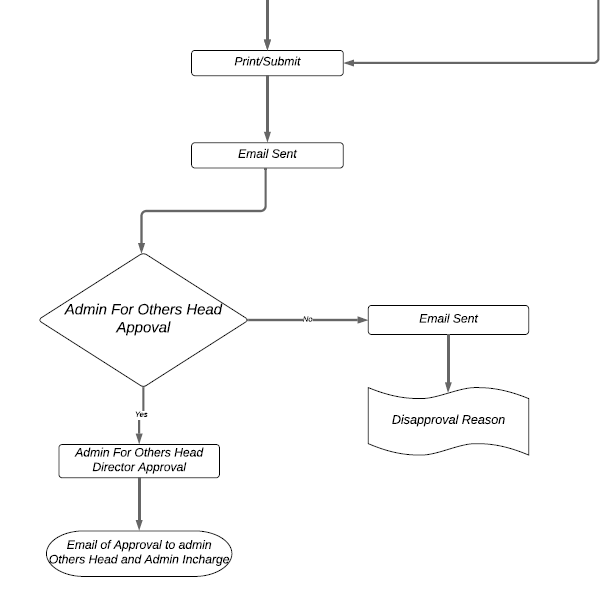 Print/Submit
Email Sent
Admin For Others Head
Appoval
No
Email Sent
Disapproval Reason
Yes
Admin For Others Head
Director Approval
Email of Approval to admin
Others Head and Admin Incharge